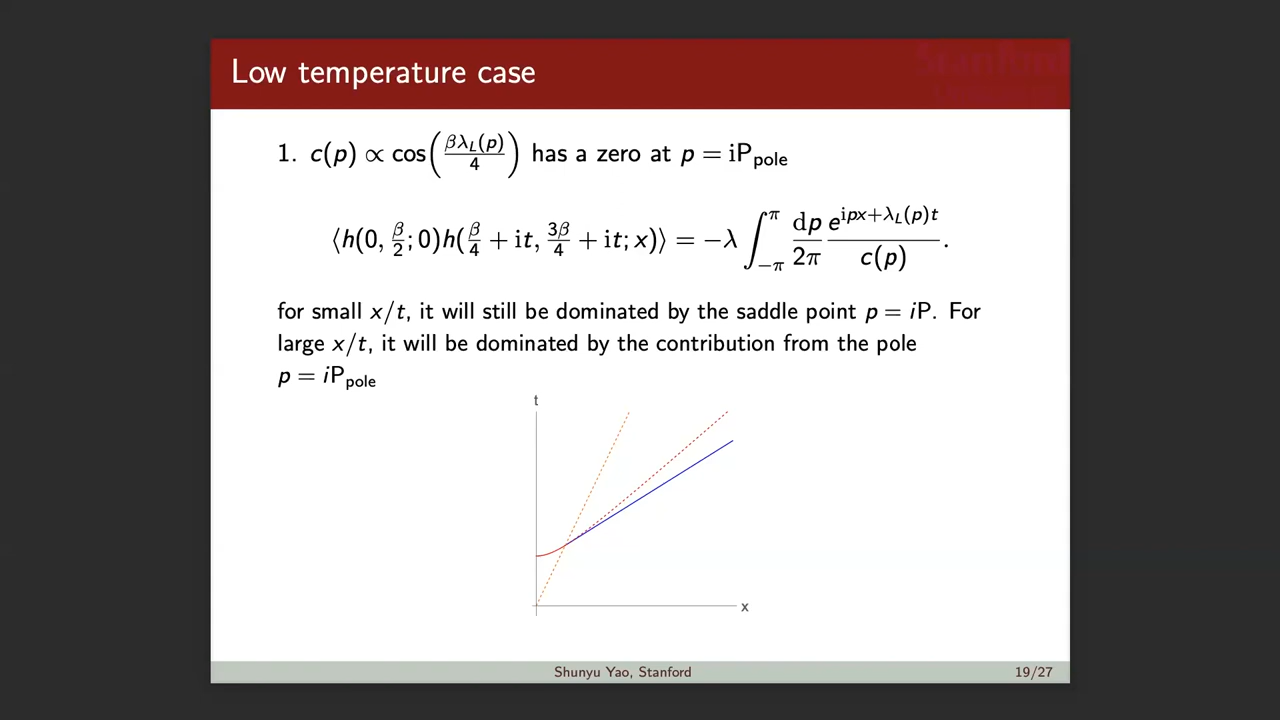 Low temperature case
Stanford
1. c(p) ∝ cos(βλ_L(p)/4) has a zero at p = iP_pole
⟨h(0, β/2; 0)h(β/4 + it, 3β/4 + it; x)⟩ = −λ ∫_{−π}^{π} dp/2π e^{ipx+λ_L(p)t}/c(p).
for small x/t, it will still be dominated by the saddle point p = iP. For
large x/t, it will be dominated by the contribution from the pole
p = iP_pole
t
x
Shunyu Yao, Stanford
19/27